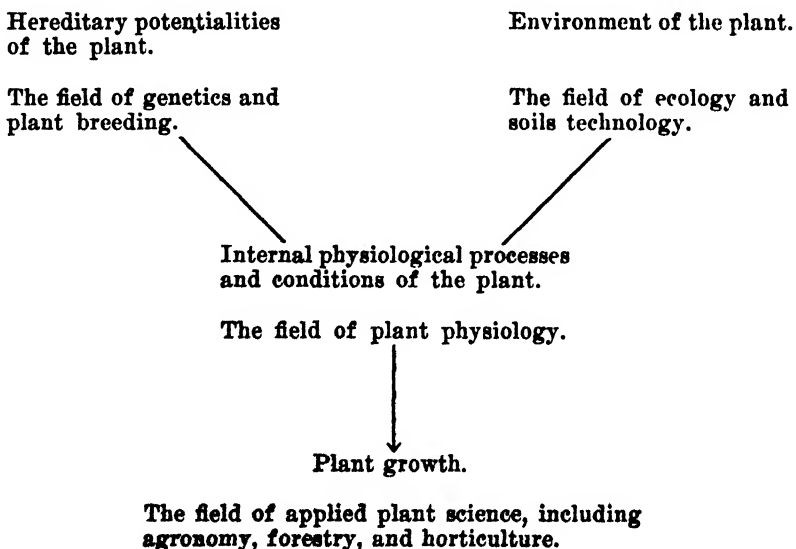 Hereditary potentialities
of the plant.
The field of genetics and
plant breeding.
Environment of the plant.
The field of ecology and
soils technology.
Internal physiological processes
and conditions of the plant.
The field of plant physiology.
Plant growth.
The field of applied plant science, including
agronomy, forestry, and horticulture.